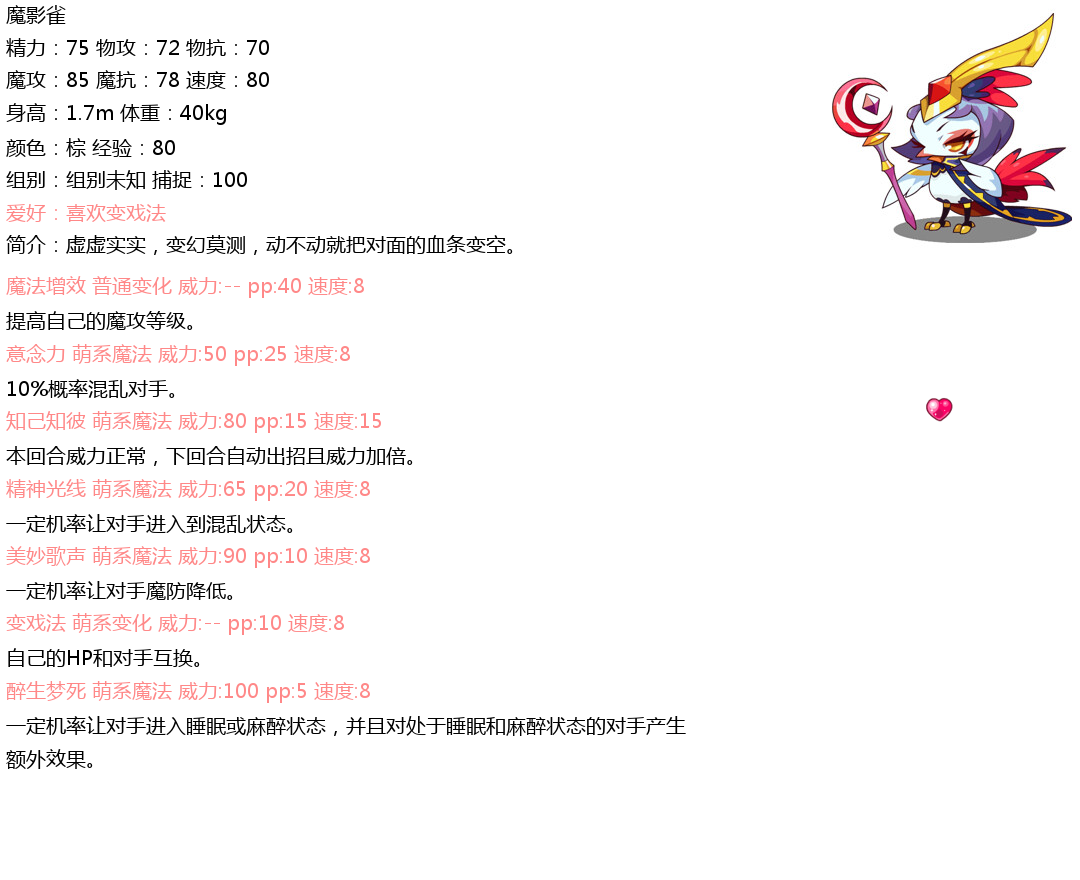 魔影雀
精力：75 物攻：72 物抗：70
魔攻：85 魔抗：78 速度：80
身高：1.7m 体重：40kg
颜色：棕 经验：80
组别：组别未知 捕捉：100
爱好：喜欢变戏法
简介：虚虚实实，变幻莫测，动不动就把对面的血条变空。
魔法增效 普通变化 威力:-- pp:40 速度:8
提高自己的魔攻等级。
意念力 萌系魔法 威力:50 pp:25 速度:8
10%概率混乱对手。
知己知彼 萌系魔法 威力:80 pp:15 速度:15
本回合威力正常，下回合自动出招且威力加倍。
精神光线 萌系魔法 威力:65 pp:20 速度:8
一定机率让对手进入到混乱状态。
美妙歌声 萌系魔法 威力:90 pp:10 速度:8
一定机率让对手魔防降低。
变戏法 萌系变化 威力:-- pp:10 速度:8
自己的HP和对手互换。
醉生梦死 萌系魔法 威力:100 pp:5 速度:8
一定机率让对手进入睡眠或麻醉状态，并且对处于睡眠和麻醉状态的对手产生
额外效果。